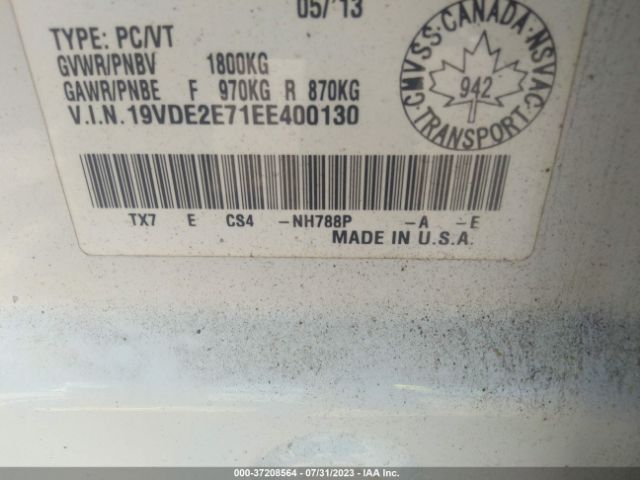 05/'13
TYPE: PC/VT
GVWR/PNBV 1800KG
GAWR/PNBE F 970KG R 870KG
V.I.N.19VDE2E71EE400130
CMVSS·CANADA·NSVAC
942
TRANSPORT
TX7 E CS4 -NH788P -A -E
MADE IN U.S.A.
000-37208564 - 07/31/2023 - IAA Inc.